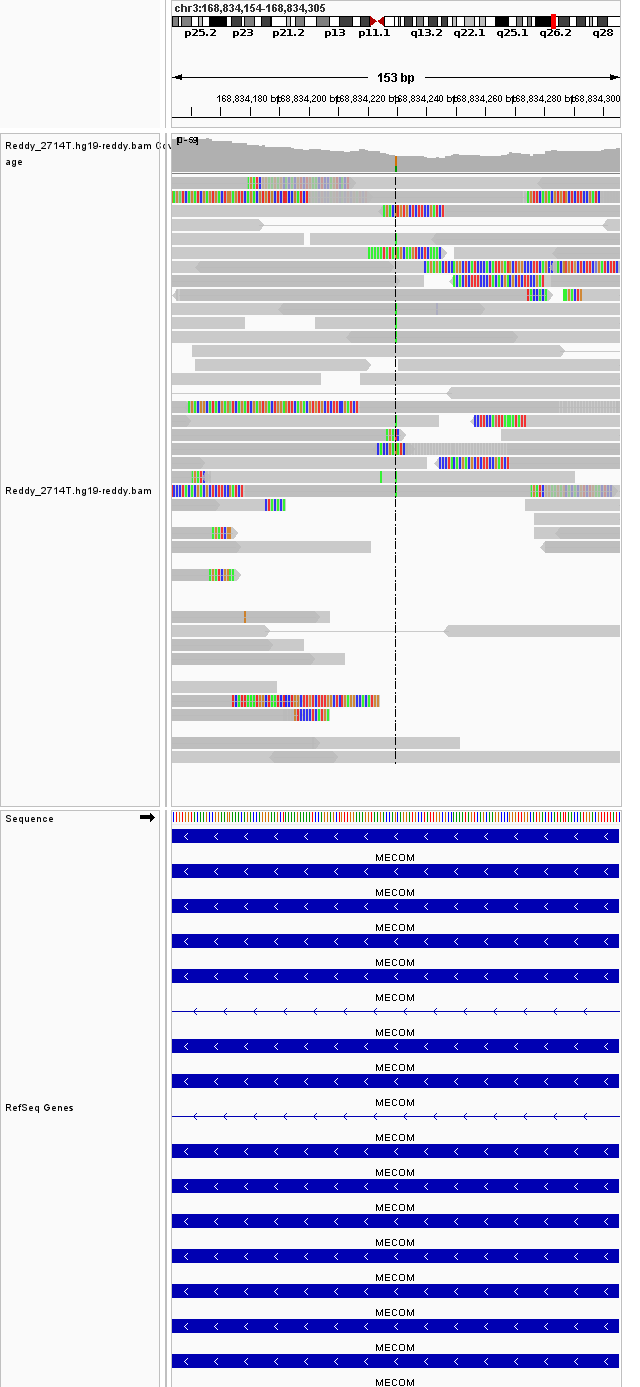 chr3:168,834,154-168,834,305
p25.2 p23 p21.2 p13 p11.1 q13.2 q22.1 q25.1 q26.2 q28
153 bp
168,834,180 bp 168,834,200 bp 168,834,220 bp 168,834,240 bp 168,834,260 bp 168,834,280 bp 168,834,300
Reddy_2714T.hg19-reddy.bam Cov
age
[0 - 59]
Reddy_2714T.hg19-reddy.bam
Sequence
MECOM
MECOM
MECOM
MECOM
MECOM
MECOM
MECOM
MECOM
RefSeq Genes
MECOM
MECOM
MECOM
MECOM
MECOM
MECOM
MECOM
MECOM